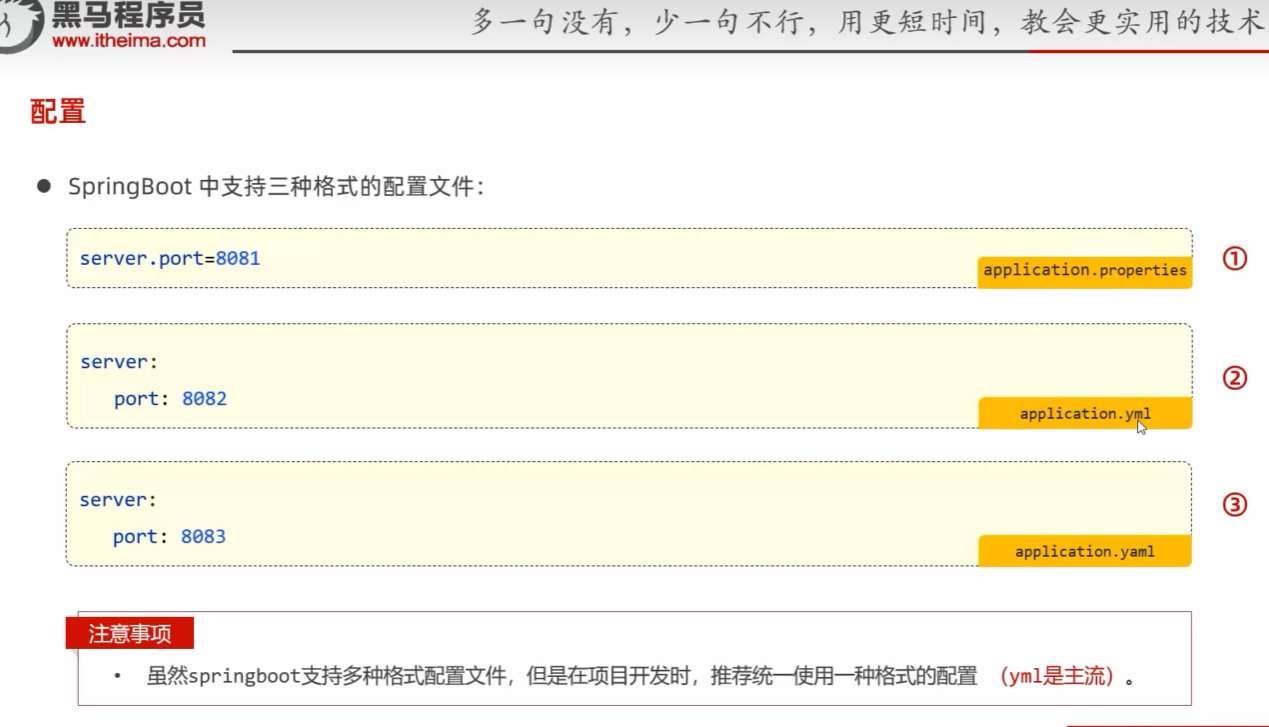 黑马程序员
www.itheima.com
多一句没有，少一句不行，用更短时间，教会更实用的技术
配置
● SpringBoot 中支持三种格式的配置文件：
server.port=8081
application.properties
①
server:
port: 8082
application.yml
②
server:
port: 8083
application.yaml
③
注意事项
• 虽然springboot支持多种格式配置文件，但是在项目开发时，推荐统一使用一种格式的配置 （yml是主流）。